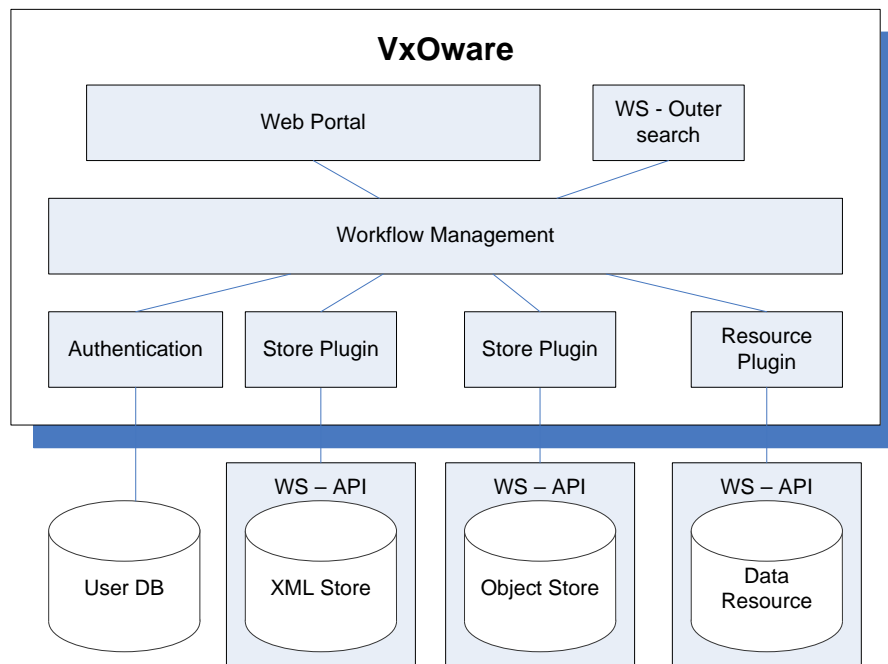 VxOware
Web Portal
WS - Outer
search
Workflow Management
Authentication
Store Plugin
Store Plugin
Resource
Plugin
WS – API
WS – API
WS – API
User DB
XML Store
Object Store
Data
Resource